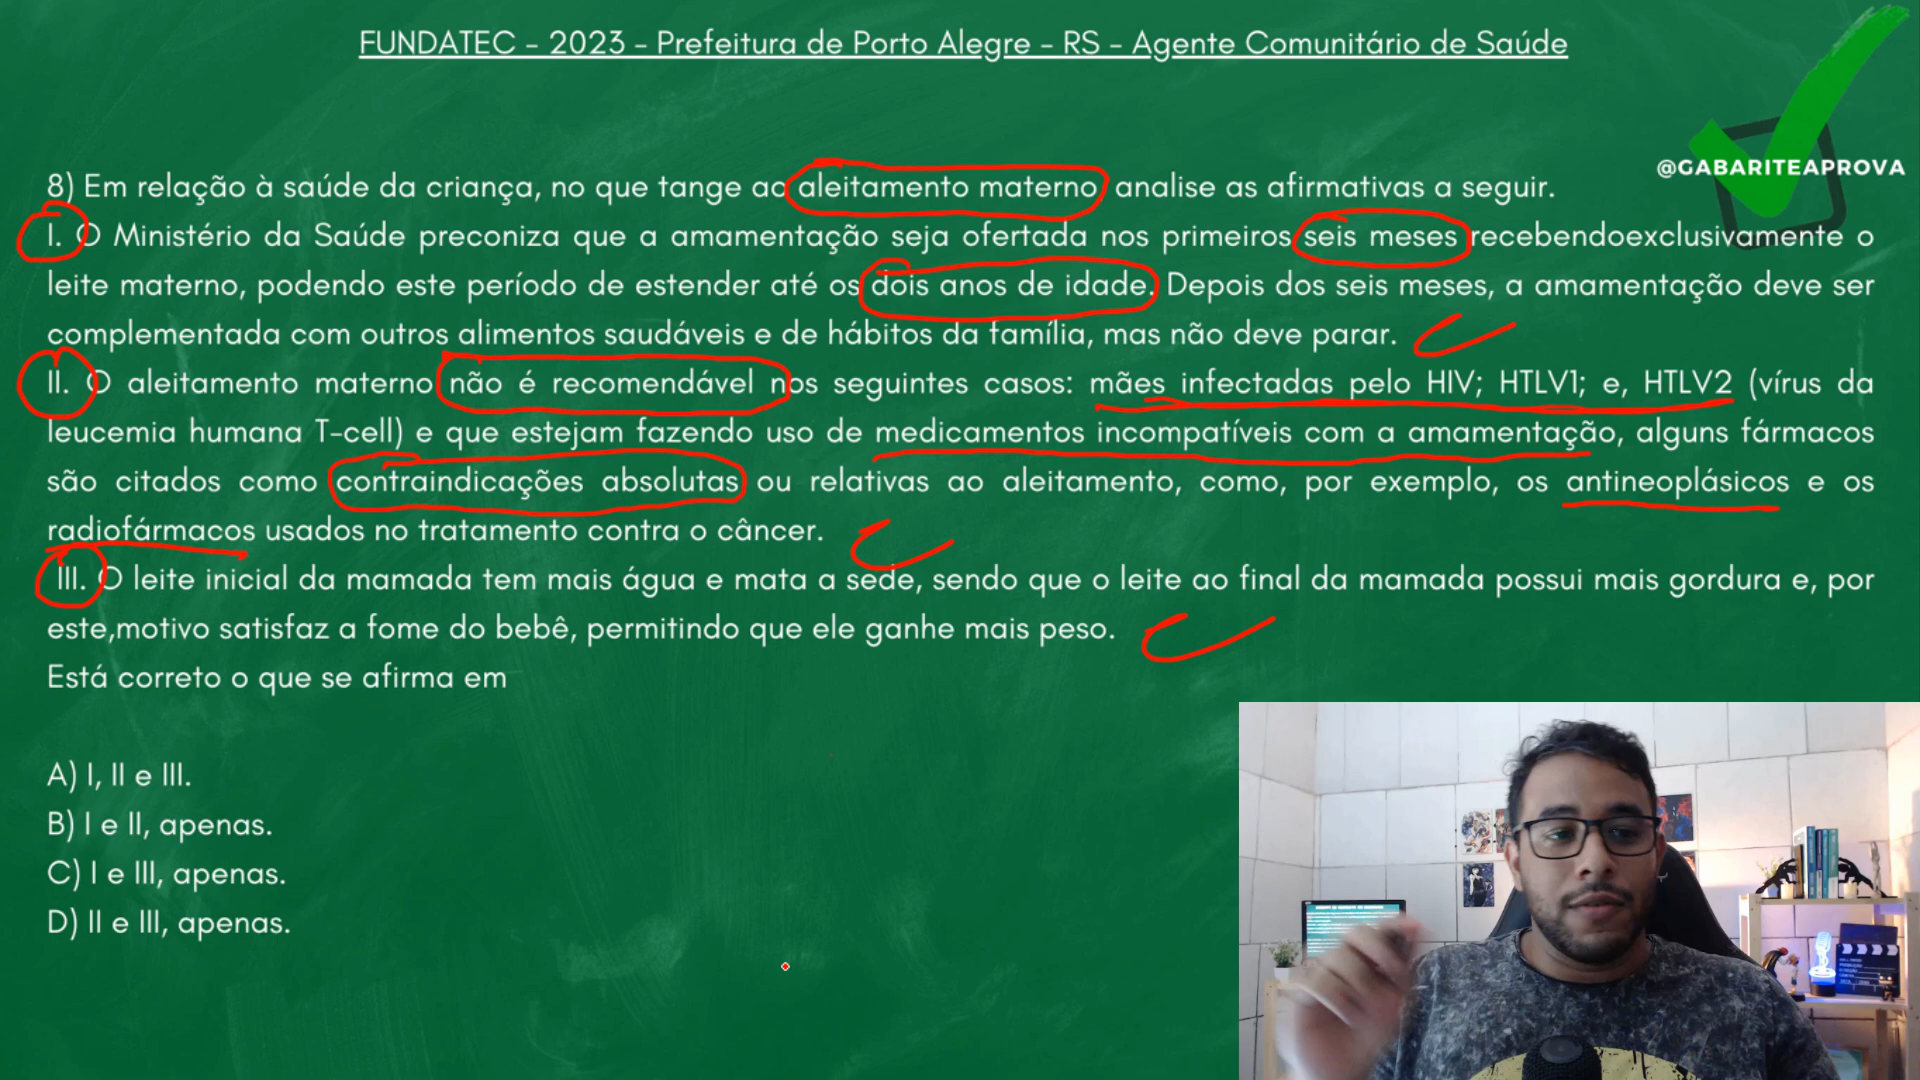 FUNDATEC - 2023 - Prefeitura de Porto Alegre - RS - Agente Comunitário de Saúde
@GABARITEAPROVA
8) Em relação à saúde da criança, no que tange ao aleitamento materno analise as afirmativas a seguir.
I. O Ministério da Saúde preconiza que a amamentação seja ofertada nos primeiros seis meses recebendoexclusivamente o
leite materno, podendo este período de estender até os dois anos de idade. Depois dos seis meses, a amamentação deve ser
complementada com outros alimentos saudáveis e de hábitos da família, mas não deve parar.
II. O aleitamento materno não é recomendável nos seguintes casos: mães infectadas pelo HIV; HTLV1; e, HTLV2 (vírus da
leucemia humana T-cell) e que estejam fazendo uso de medicamentos incompatíveis com a amamentação, alguns fármacos
são citados como contraindicações absolutas ou relativas ao aleitamento, como, por exemplo, os antineoplásicos e os
radiofármacos usados no tratamento contra o câncer.
III. O leite inicial da mamada tem mais água e mata a sede, sendo que o leite ao final da mamada possui mais gordura e, por
este,motivo satisfaz a fome do bebê, permitindo que ele ganhe mais peso.
Está correto o que se afirma em
A) I, II e III.
B) I e II, apenas.
C) I e III, apenas.
D) II e III, apenas.